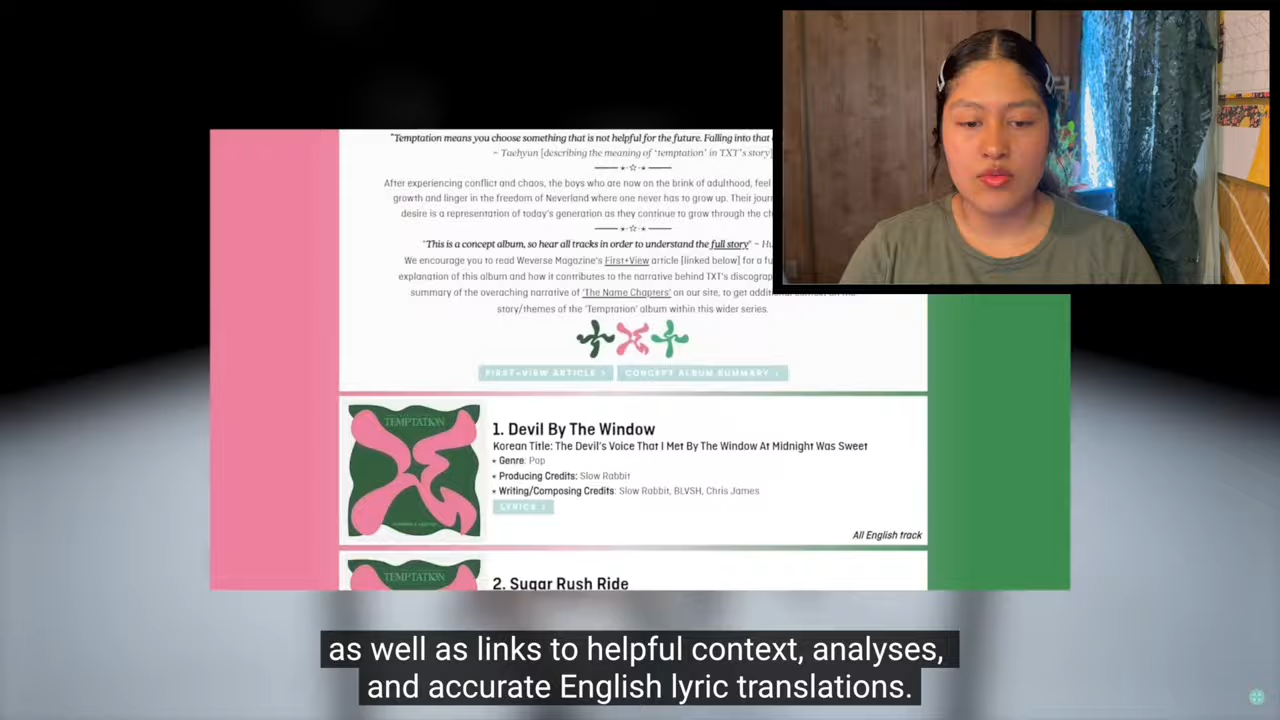 "Temptation means you choose something that is not helpful for the future. Falling into that
~ Taehyun [describing the meaning of 'temptation' in TXT's story]
After experiencing conflict and chaos, the boys who are now on the brink of adulthood, feel
growth and linger in the freedom of Neverland where one never has to grow up. Their jour
desire is a representation of today's generation as they continue to grow through the ch
"This is a concept album, so hear all tracks in order to understand the full story" ~ Hu
We encourage you to read Weverse Magazine's First+View article [linked below] for a fu
explanation of this album and how it contributes to the narrative behind TXT's discograp
summary of the overaching narrative of 'The Name Chapters' on our site, to get
story/themes of the 'Temptation' album within this wider series.
FIRST+VIEW ARTICLE >
CONCEPT ALBUM SUMMARY >
TEMPTATION
1. Devil By The Window
Korean Title: The Devil's Voice That I Met By The Window At Midnight Was Sweet
• Genre: Pop
• Producing Credits: Slow Rabbit
• Writing/Composing Credits: Slow Rabbit, BLVSH, Chris James
LYRICS >
All English track
TEMPTATION
2. Sugar Rush Ride
as well as links to helpful context, analyses,
and accurate English lyric translations.